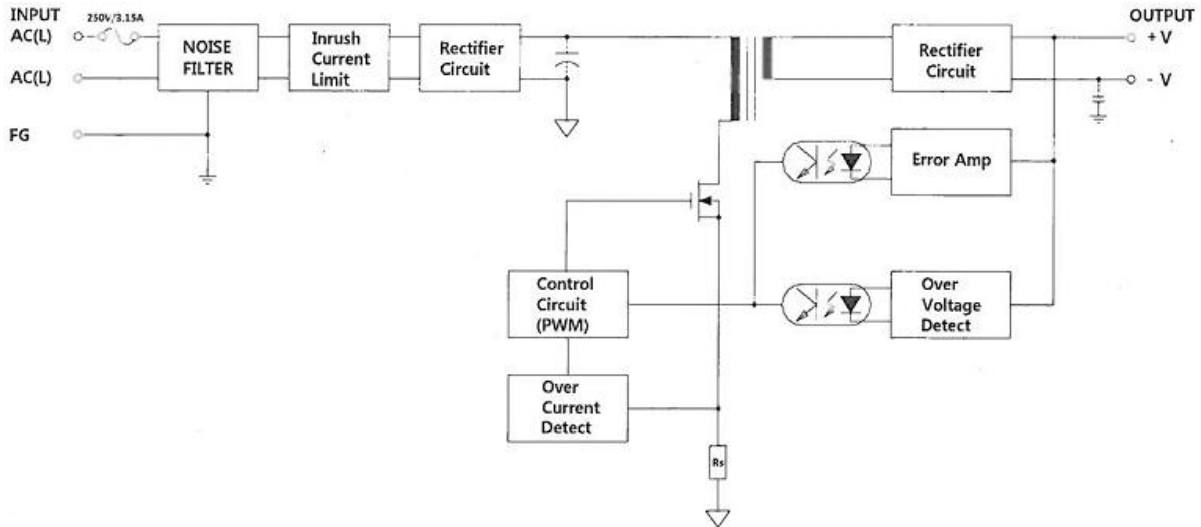 INPUT
OUTPUT
250V/3.15A
AC(L)
NOISE
FILTER
Inrush
Current
Limit
Rectifier
Circuit
Rectifier
Circuit
+ V
AC(L)
- V
FG
Error Amp
Control
Circuit
(PWM)
Over
Voltage
Detect
Over
Current
Detect
Rs